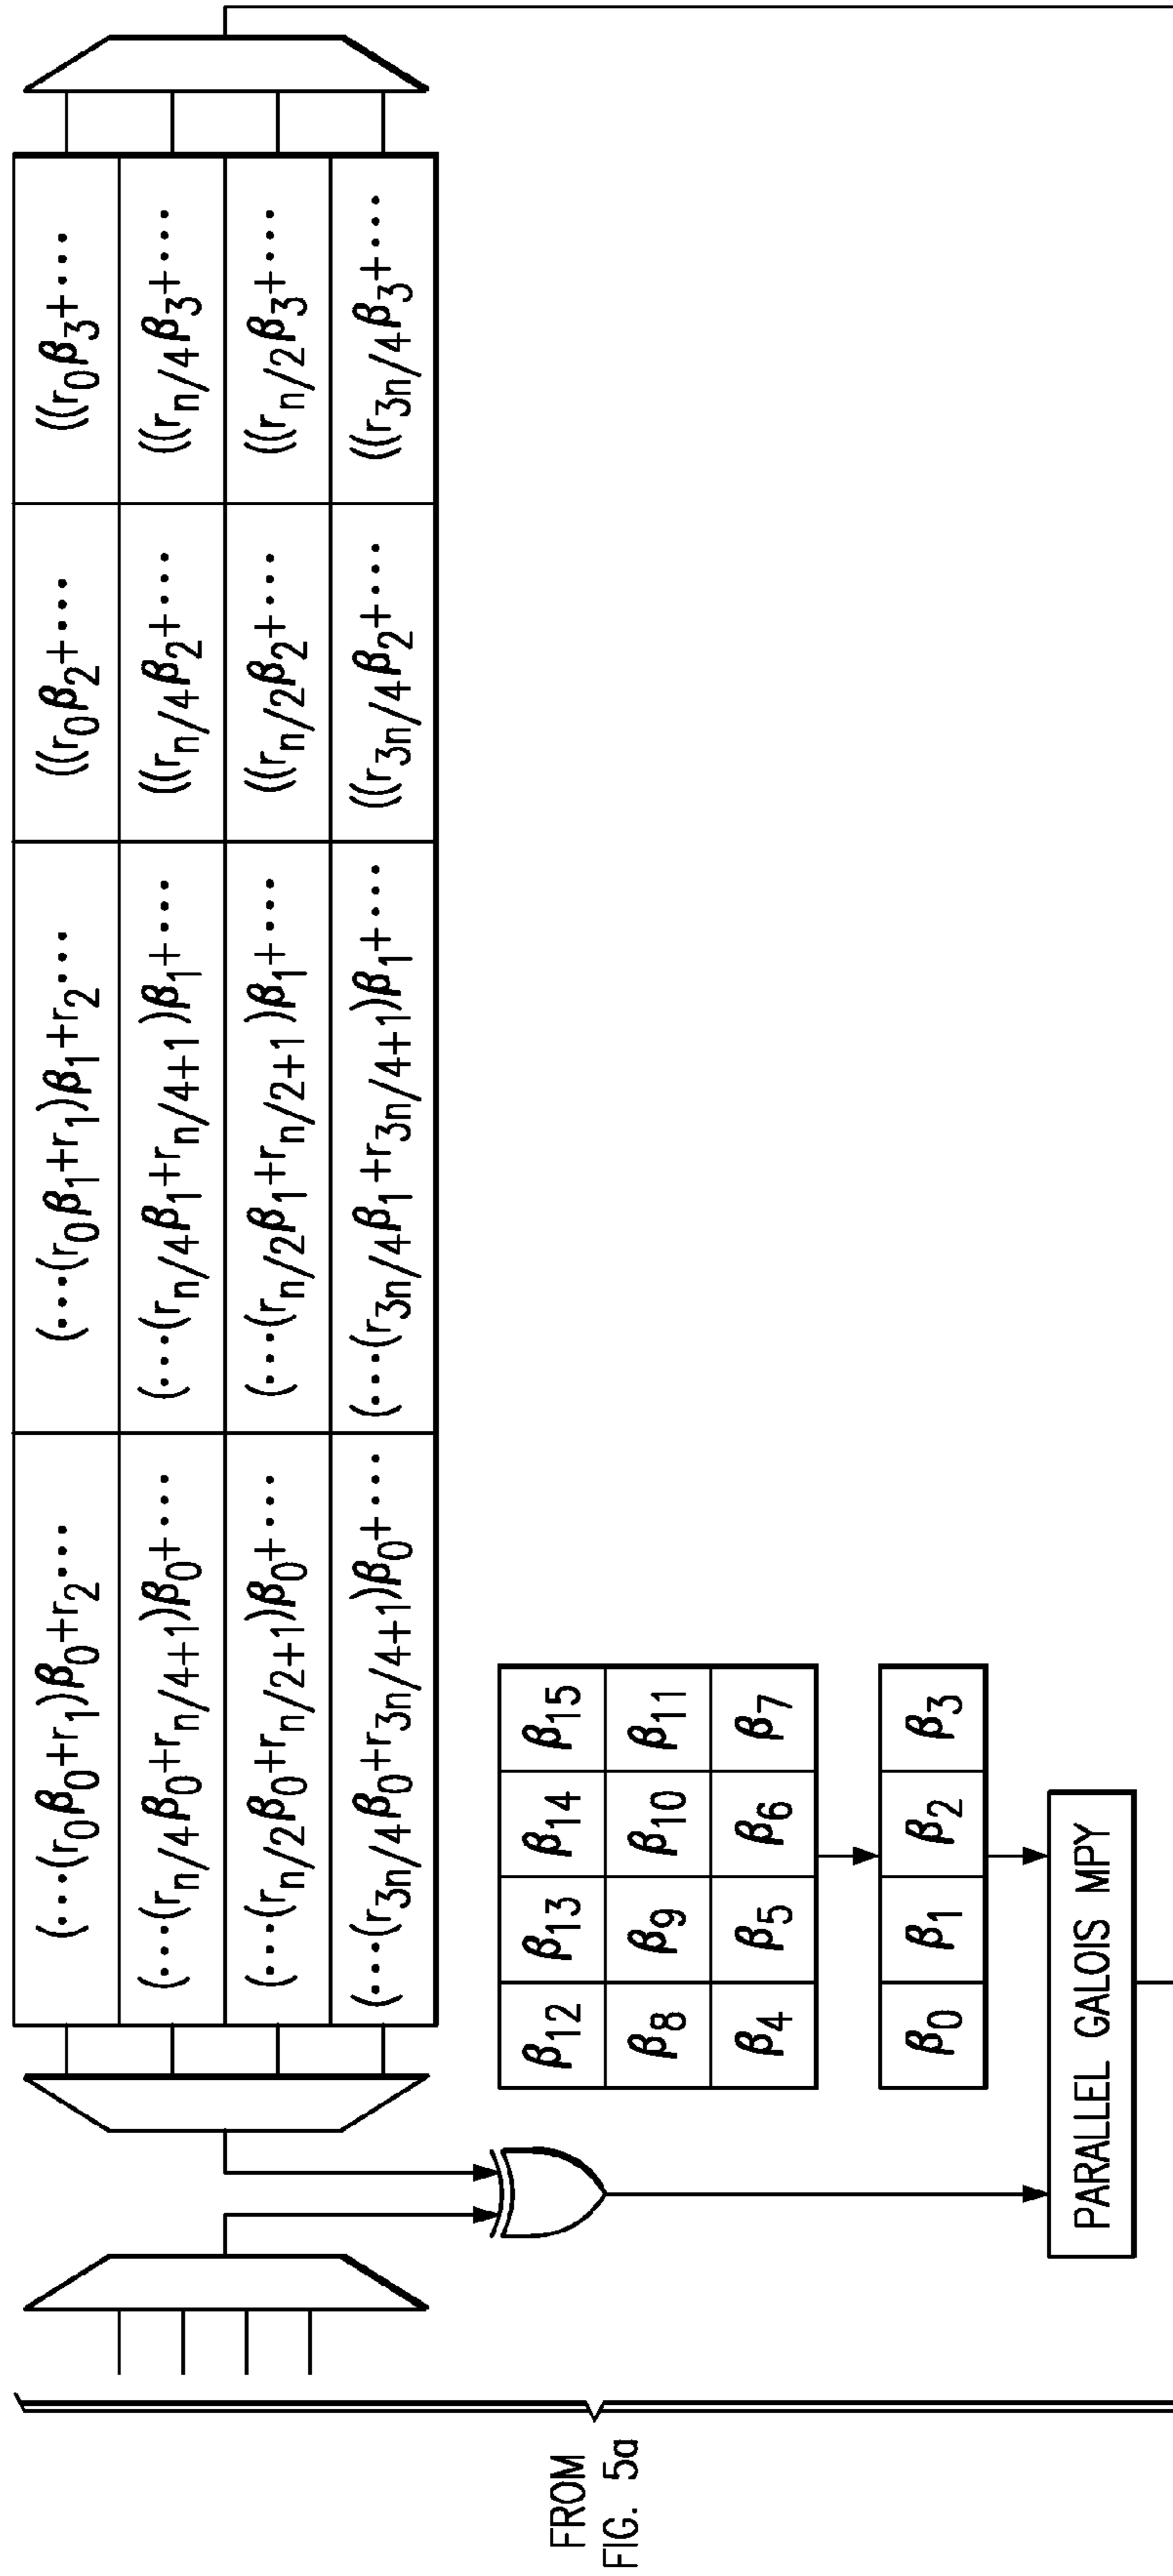 FROM
FIG. 5a
(···(r0β0+r1)β0+r2··· (···(r0β1+r1)β1+r2··· ((r0β2+··· ((r0β3+···
(···(rn/4β0+rn/4+1)β0+··· (···(rn/4β1+rn/4+1)β1+··· ((rn/4β2+··· ((rn/4β3+···
(···(rn/2β0+rn/2+1)β0+··· (···(rn/2β1+rn/2+1)β1+··· ((rn/2β2+··· ((rn/2β3+···
(···(r3n/4β0+r3n/4+1)β0+··· (···(r3n/4β1+r3n/4+1)β1+··· ((r3n/4β2+··· ((r3n/4β3+···
β12 β13 β14 β15
β8 β9 β10 β11
β4 β5 β6 β7
β0 β1 β2 β3
PARALLEL GALOIS MPY